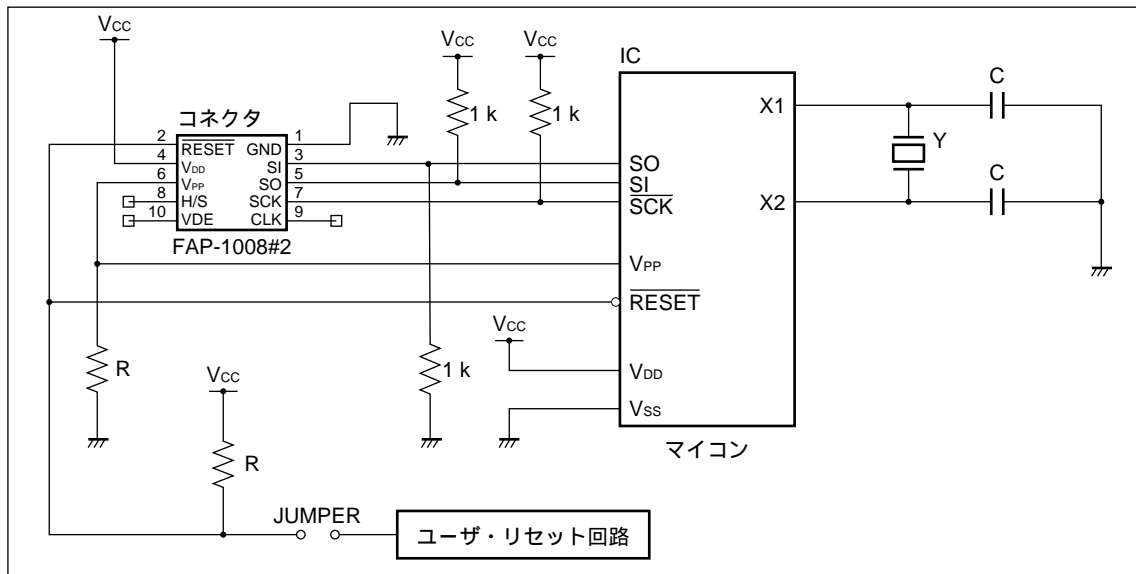 VCC
VCC
VCC
IC
C
コネクタ
1 k
1 k
X1
2
RESET
GND
1
4
VDD
SI
3
SO
Y
6
VPP
SO
5
SI
8
H/S
SCK
7
SCK
X2
C
10
VDE
CLK
9
FAP-1008#2
VPP
RESET
VCC
R
VCC
1 k
VDD
VSS
R
マイコン
JUMPER
ユーザ・リセット回路